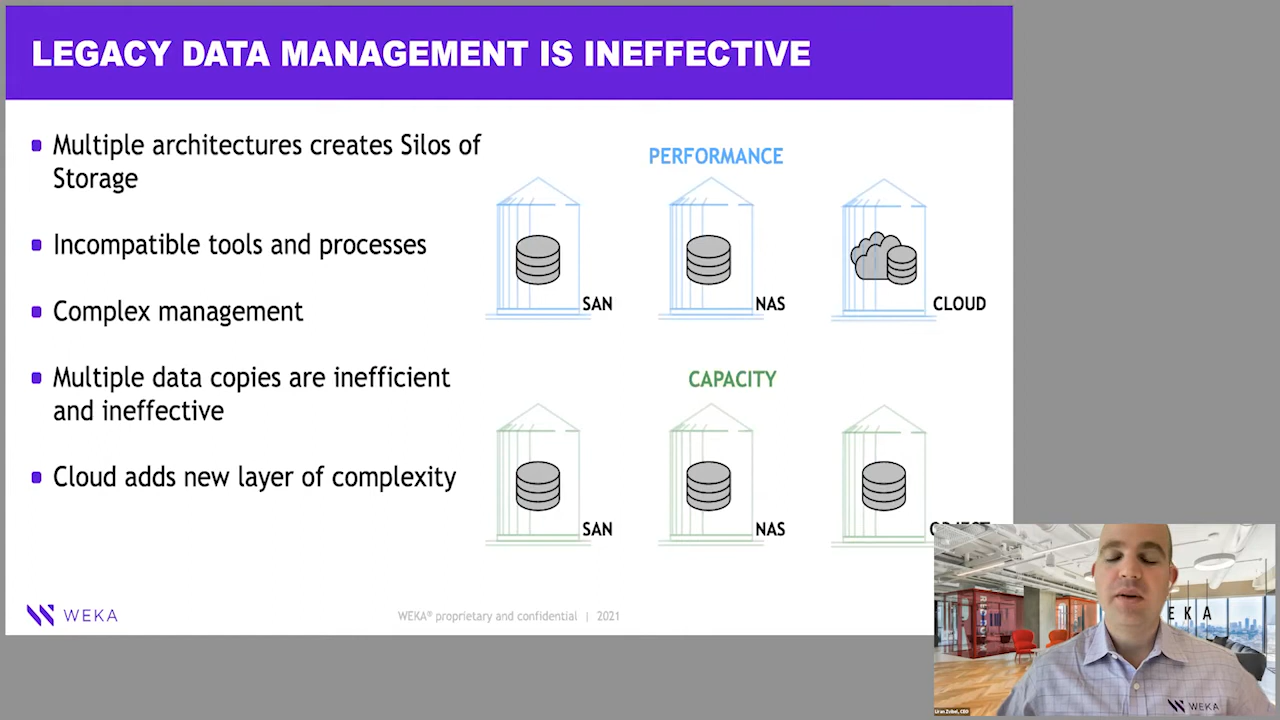 LEGACY DATA MANAGEMENT IS INEFFECTIVE
Multiple architectures creates Silos of
Storage
Incompatible tools and processes
Complex management
Multiple data copies are inefficient
and ineffective
Cloud adds new layer of complexity
PERFORMANCE
SAN
NAS
CLOUD
CAPACITY
SAN
NAS
WEKA
WEKA® proprietary and confidential | 2021
EKA
WEKA